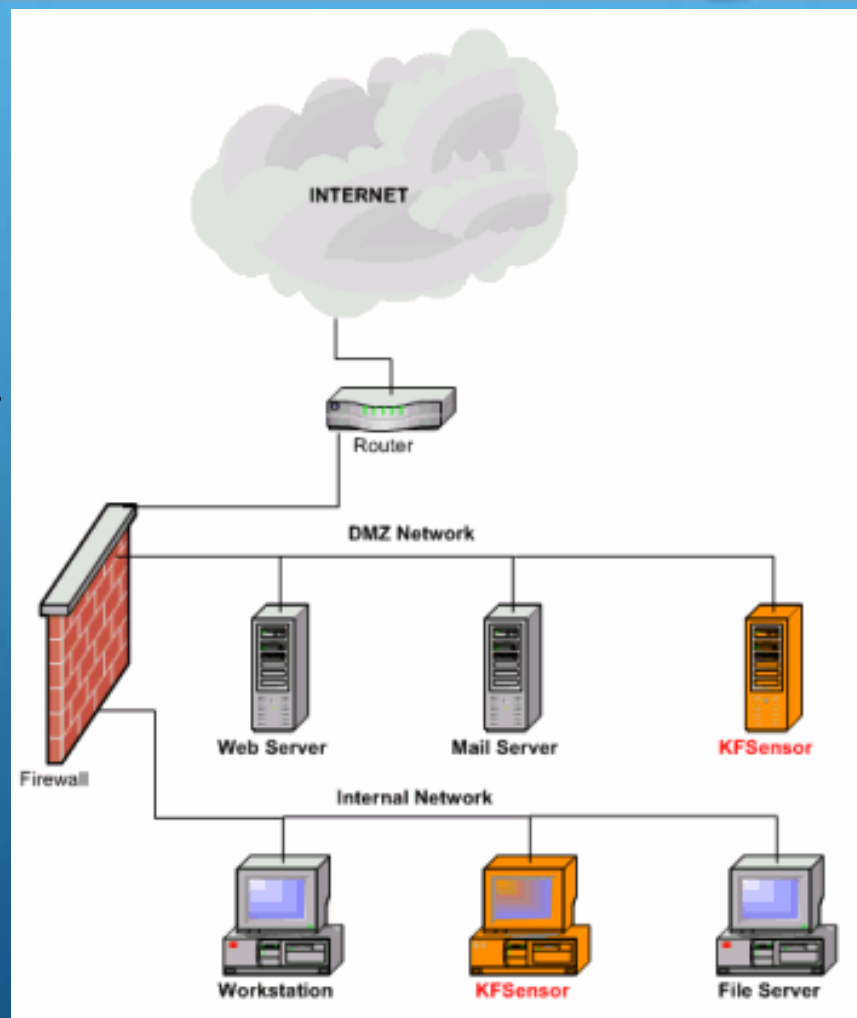 INTERNET
Router
DMZ Network
Web Server
Mail Server
KFSensor
Firewall
Internal Network
Workstation
KFSensor
File Server